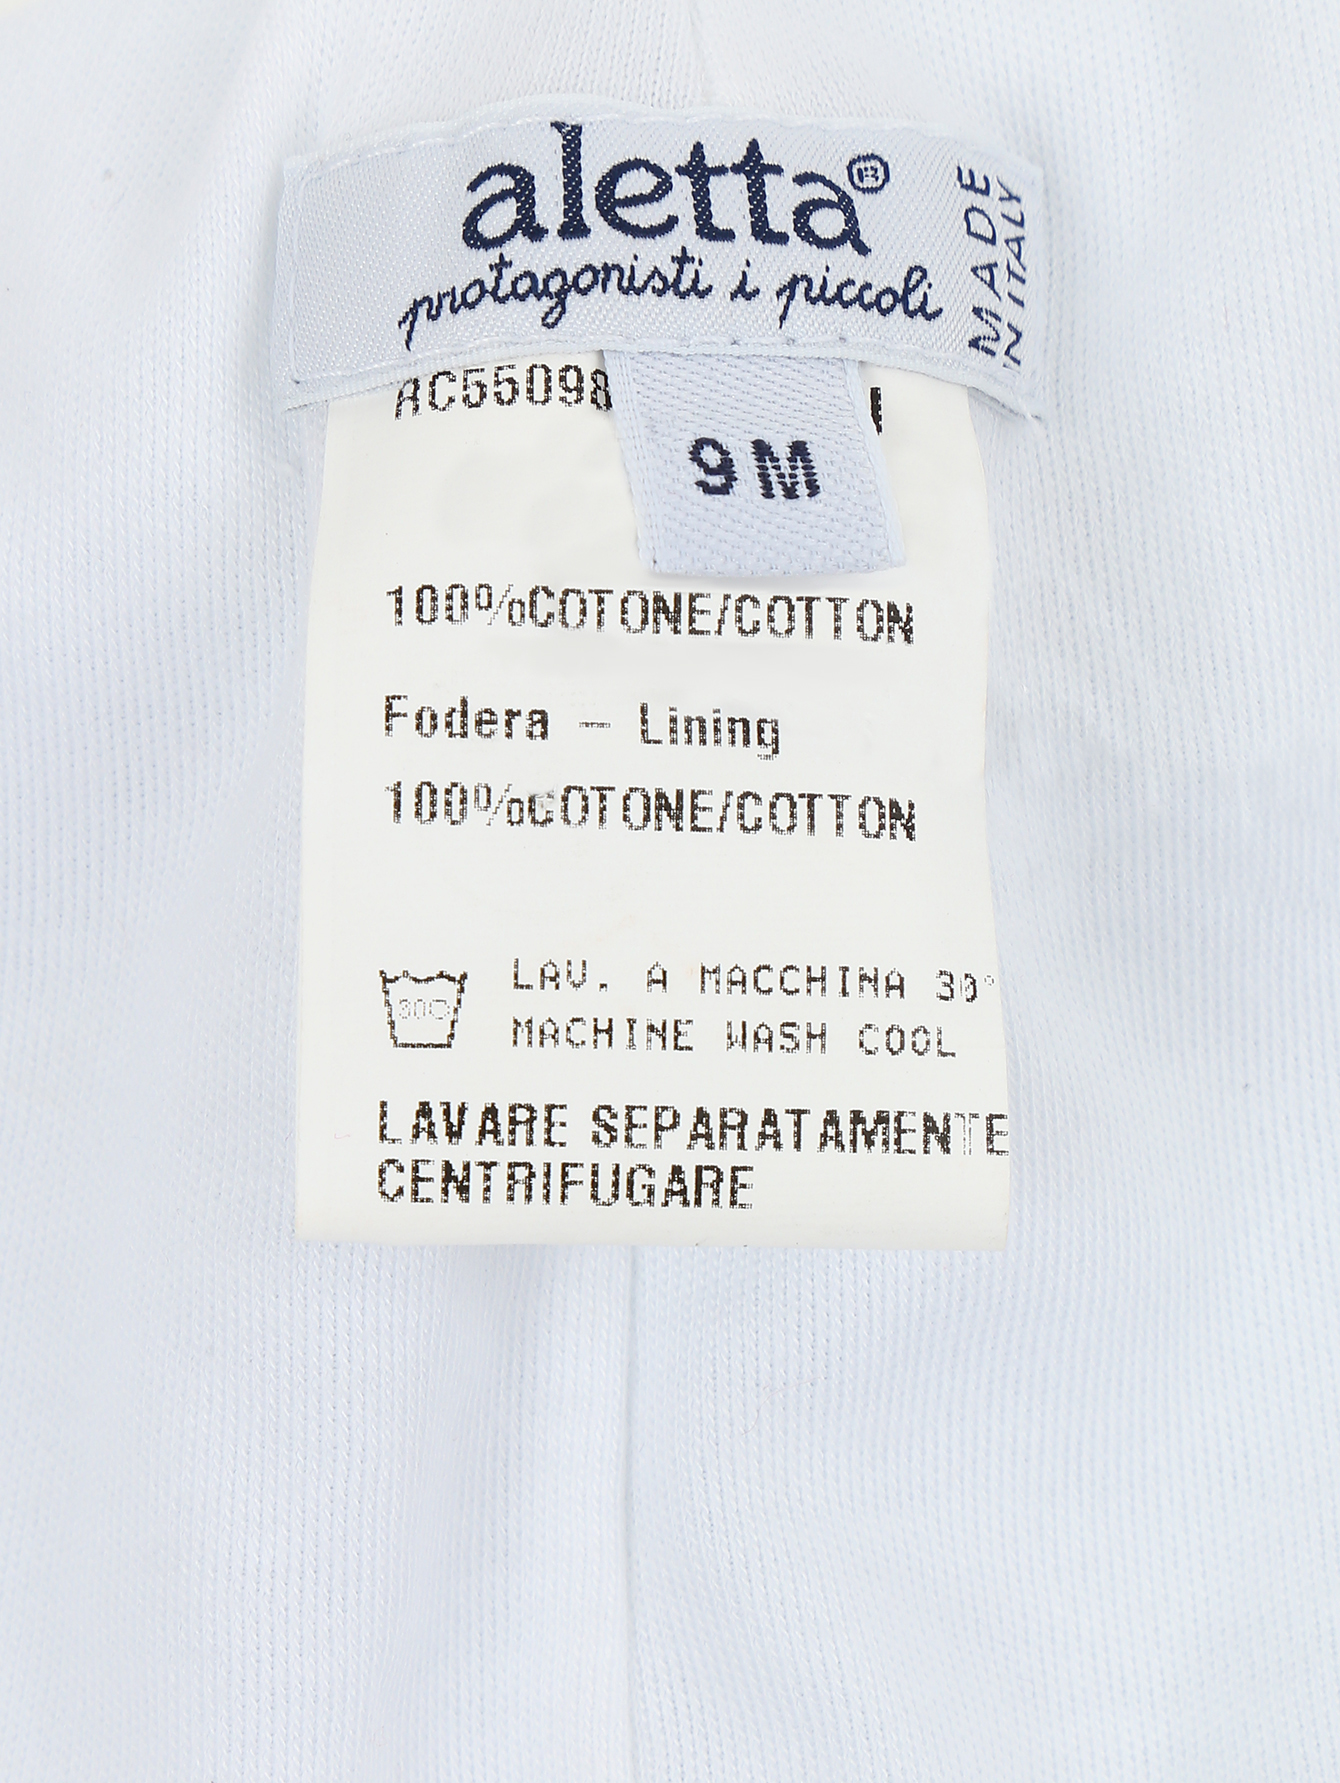 aletta®
protagonisti i piccoli
MADE
IN ITALY
AC55098
9M
100%COTONE/COTTON
Fodera - Lining
100%COTONE/COTTON
LAV. A MACCHINA 30°
MACHINE WASH COOL
LAVARE SEPARATAMENTE
CENTRIFUGARE